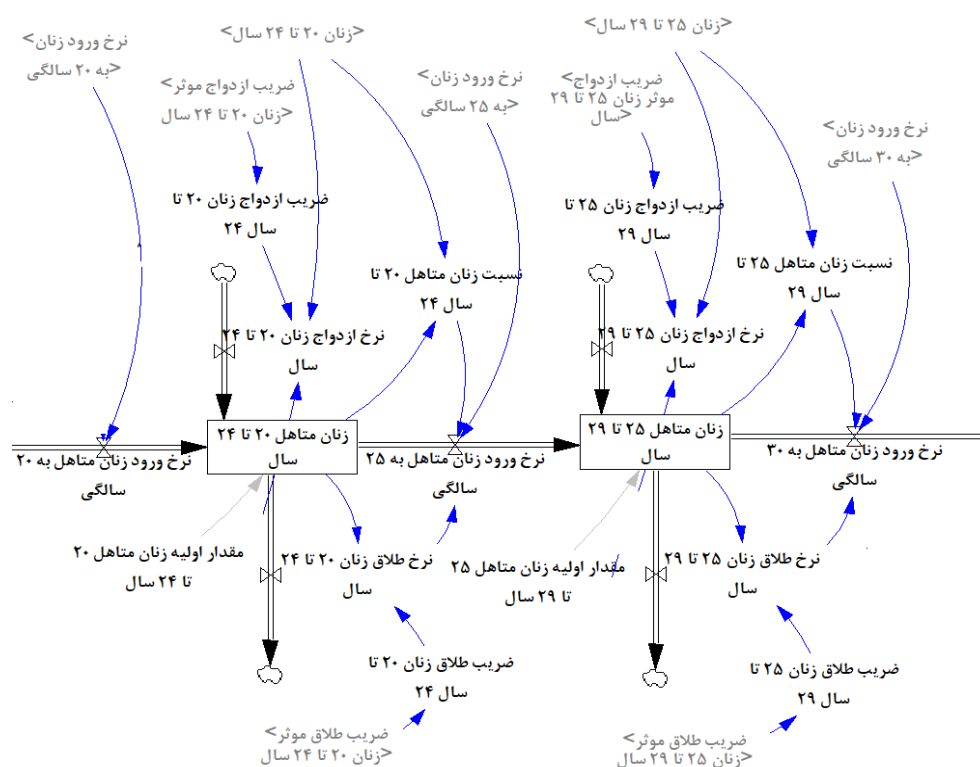 <نرخ ورود زنان
به ۲۰ سالگی>
<زنان ۲۰ تا ۲۴ سال>
<ضریب ازدواج موثر
زنان ۲۰ تا ۲۴ سال>
<نرخ ورود زنان
به ۲۵ سالگی>
<زنان ۲۵ تا ۲۹ سال>
<ضریب ازدواج
موثر زنان ۲۵ تا ۲۹
سال>
<نرخ ورود زنان
به ۳۰ سالگی>
ضریب ازدواج زنان ۲۰ تا
۲۴ سال
نسبت زنان متاهل ۲۰ تا
۲۴ سال
نرخ ازدواج زنان ۲۰ تا ۲۴
سال
ضریب ازدواج زنان ۲۵ تا
۲۹ سال
نسبت زنان متاهل ۲۵ تا
۲۹ سال
نرخ ازدواج زنان ۲۵ تا ۲۹
سال
نرخ ورود زنان متاهل به ۲۰
سالگی
زنان متاهل ۲۰ تا ۲۴
سال
نرخ ورود زنان متاهل به ۲۵
سالگی
زنان متاهل ۲۵ تا ۲۹
سال
نرخ ورود زنان متاهل به ۳۰
سالگی
مقدار اولیه زنان متاهل ۲۰
تا ۲۴ سال
نرخ طلاق زنان ۲۰ تا ۲۴
سال
مقدار اولیه زنان متاهل ۲۵
تا ۲۹ سال
نرخ طلاق زنان ۲۵ تا ۲۹
سال
ضریب طلاق زنان ۲۰ تا
۲۴ سال
<ضریب طلاق موثر
زنان ۲۰ تا ۲۴ سال>
ضریب طلاق زنان ۲۵ تا
۲۹ سال
<ضریب طلاق موثر
زنان ۲۵ تا ۲۹ سال>